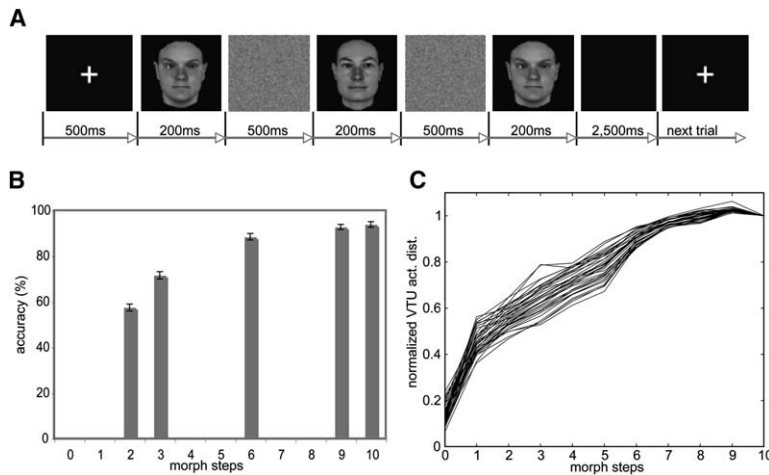 A
500ms 200ms 500ms 200ms 500ms 200ms 2,500ms next trial
B
accuracy (%)
100
80
60
40
20
0
0 1 2 3 4 5 6 7 8 9 10
morph steps
C
normalized VTU act. dist.
1
0.8
0.6
0.4
0.2
0
0 1 2 3 4 5 6 7 8 9 10
morph steps